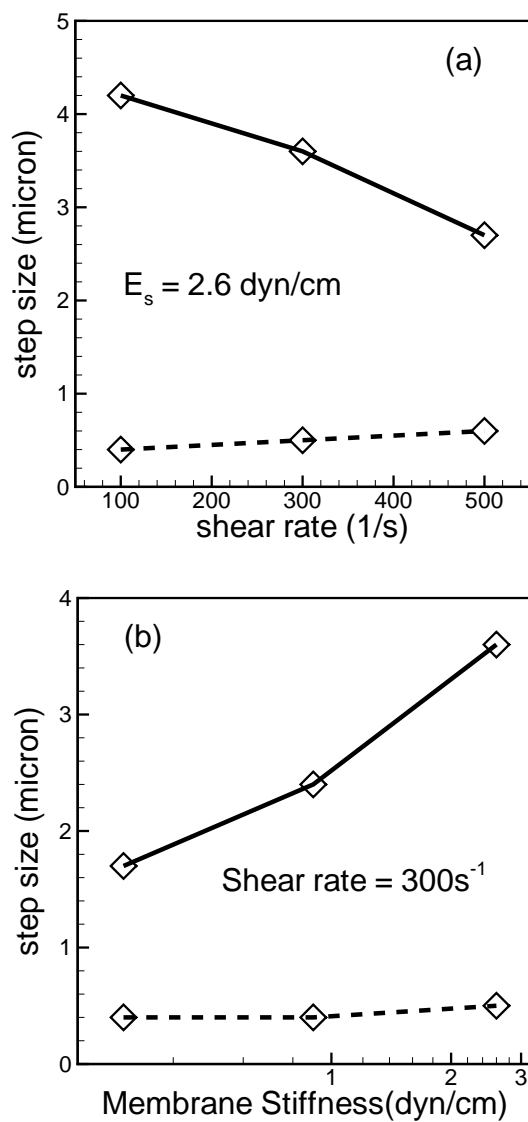 5
(a)
4
step size (micron)
3
E_s = 2.6 dyn/cm
2
1
0
100 200 300 400 500
shear rate (1/s)
4
(b)
3
step size (micron)
2
Shear rate = 300s^-1
1
0
1 2 3
Membrane Stiffness(dyn/cm)